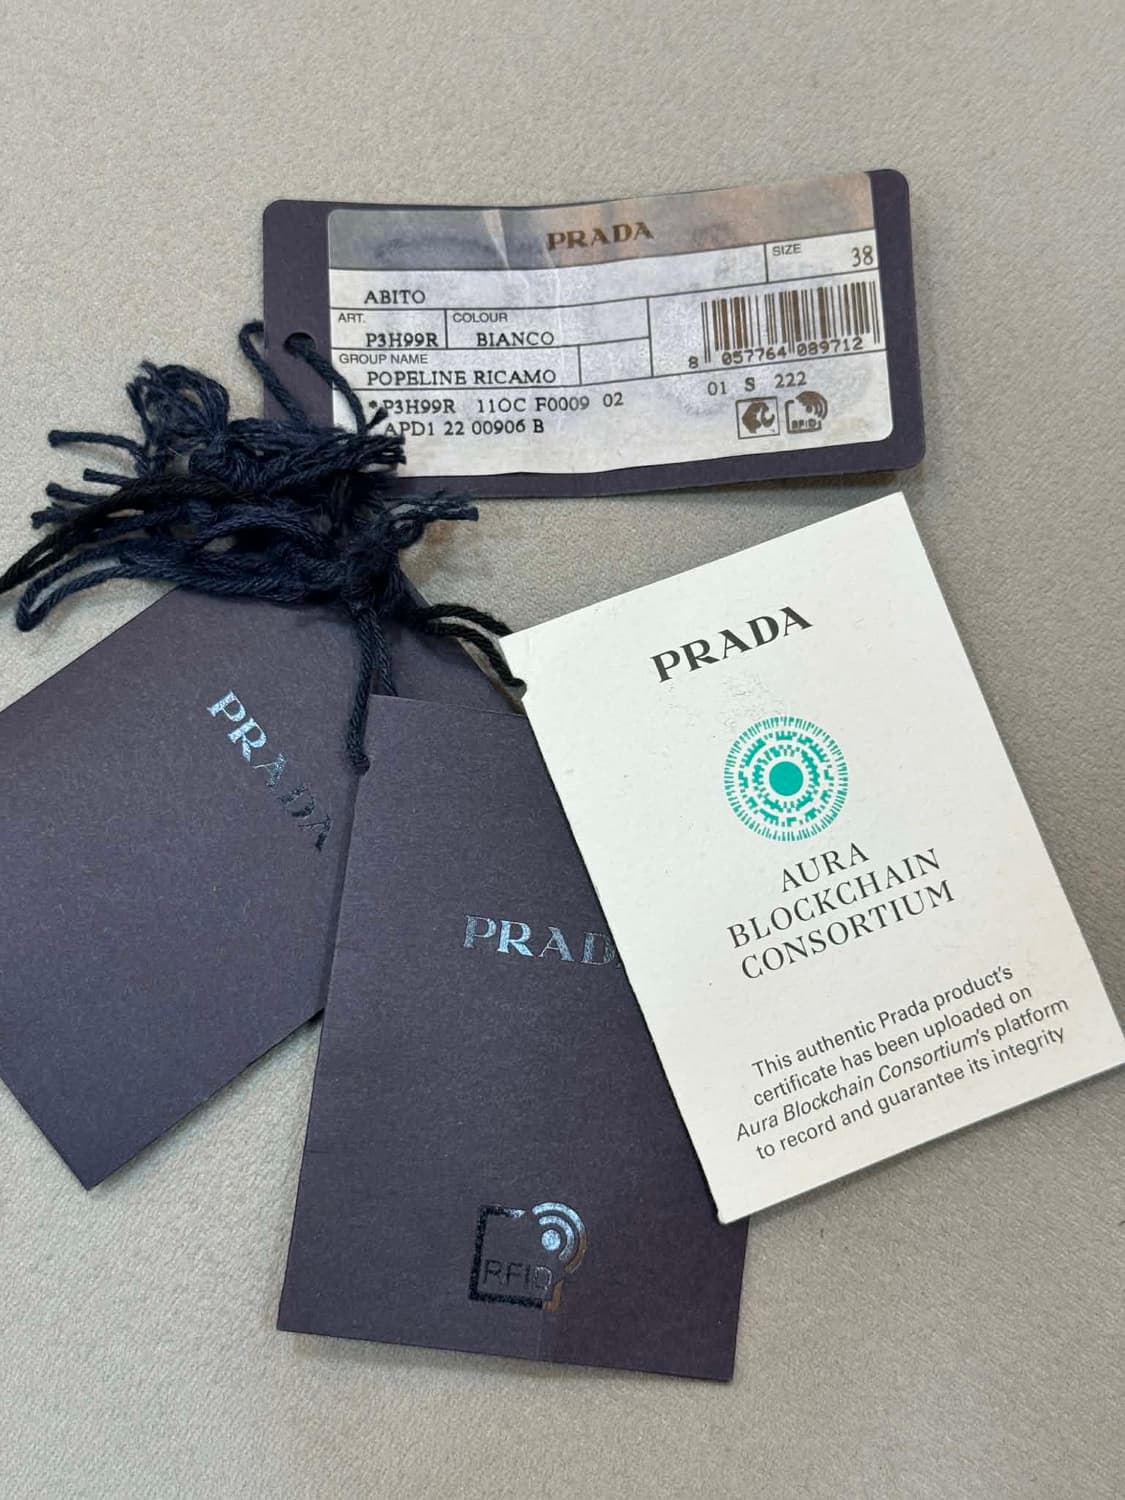 PRADA
SIZE 38
ABITO
ART. COLOUR
P3H99R BIANCO
GROUP NAME
POPELINE RICAMO
8 057764 089712
*P3H99R 11OC F0009 02
01 S 222
APD1 22 00906 B
RFID
PRADA
AURA
BLOCKCHAIN
CONSORTIUM
This authentic Prada product's
certificate has been uploaded on
Aura Blockchain Consortium's platform
to record and guarantee its integrity
PRADA
PRADA
RFID